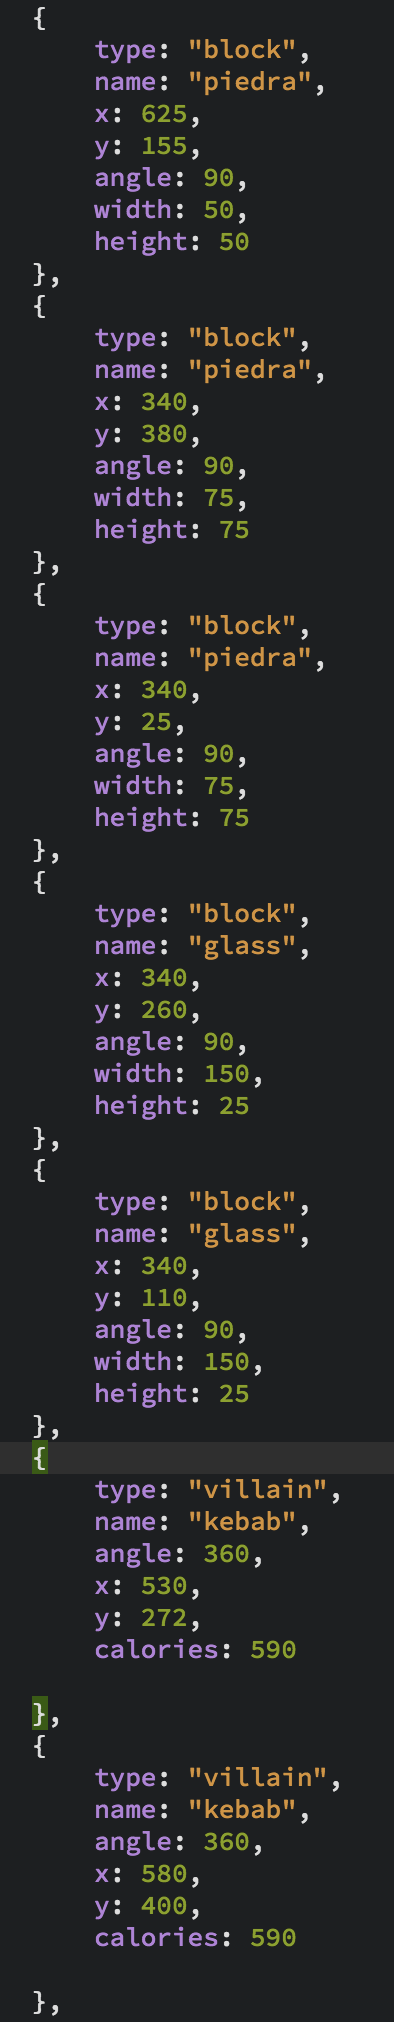 {
type: "block",
name: "piedra",
x: 625,
y: 155,
angle: 90,
width: 50,
height: 50
},
{
type: "block",
name: "piedra",
x: 340,
y: 380,
angle: 90,
width: 75,
height: 75
},
{
type: "block",
name: "piedra",
x: 340,
y: 25,
angle: 90,
width: 75,
height: 75
},
{
type: "block",
name: "glass",
x: 340,
y: 260,
angle: 90,
width: 150,
height: 25
},
{
type: "block",
name: "glass",
x: 340,
y: 110,
angle: 90,
width: 150,
height: 25
},
{
type: "villain",
name: "kebab",
angle: 360,
x: 530,
y: 272,
calories: 590
},
{
type: "villain",
name: "kebab",
angle: 360,
x: 580,
y: 400,
calories: 590
},